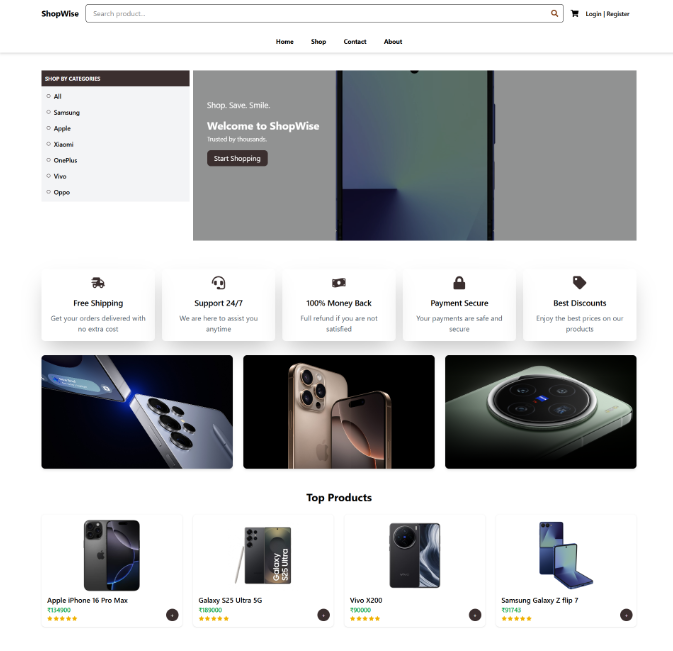 ShopWise
Search product...
Login | Register
Home
Shop
Contact
About
SHOP BY CATEGORIES
All
Samsung
Apple
Xiaomi
OnePlus
Vivo
Oppo
Shop. Save. Smile.
Welcome to ShopWise
Trusted by thousands.
Start Shopping
Free Shipping
Get your orders delivered with
no extra cost
Support 24/7
We are here to assist you
anytime
100% Money Back
Full refund if you are not
satisfied
Payment Secure
Your payments are safe and
secure
Best Discounts
Enjoy the best prices on our
products
Top Products
Galaxy
S25 Ultra
Apple iPhone 16 Pro Max
₹134900
+
Galaxy S25 Ultra 5G
₹189000
+
Vivo X200
₹90000
+
Samsung Galaxy Z flip 7
₹91743
+